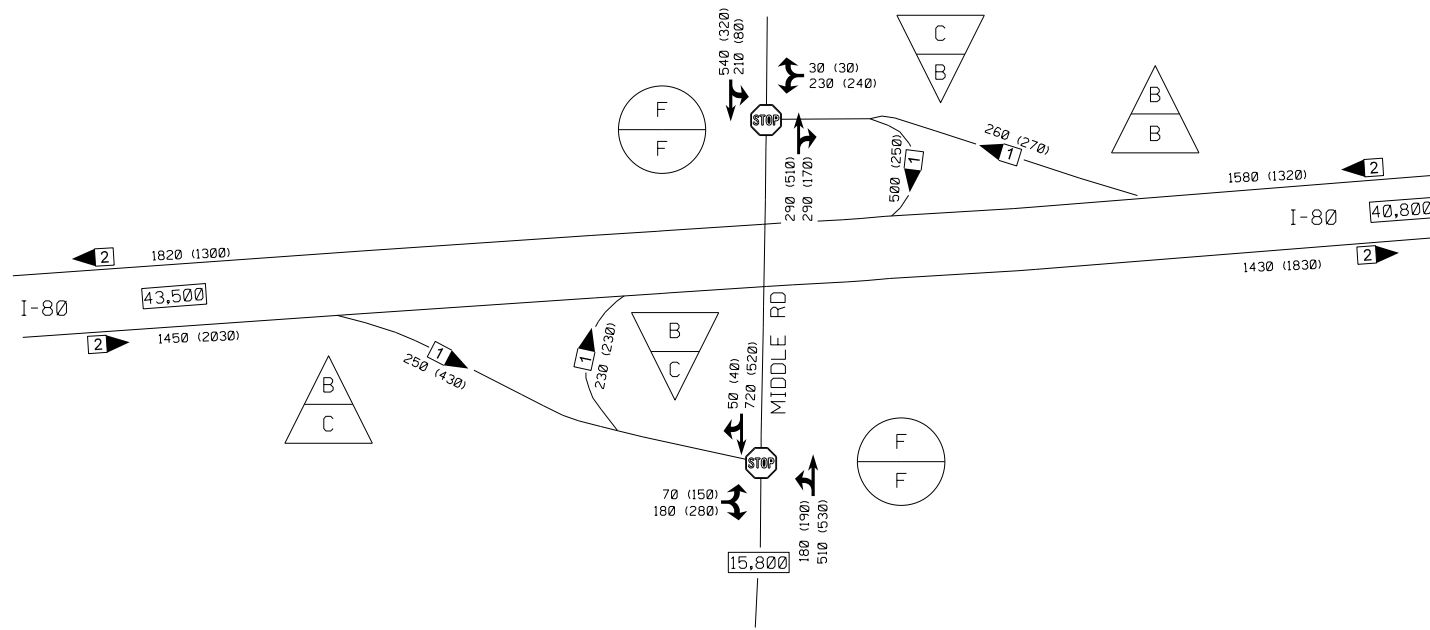 540 (320)
210 (80)
30 (30)
230 (240)
C
B
F
F
STOP
B
B
260 (270)
1
1
500 (250)
290 (510)
290 (170)
1580 (1320)
2
I-80
40,800
1430 (1830)
2
2
1820 (1300)
I-80
43,500
1450 (2030)
2
1
250 (430)
1
230 (230)
B
C
MIDDLE RD
B
C
50 (40)
720 (520)
F
F
STOP
70 (150)
180 (280)
180 (190)
510 (530)
15,800